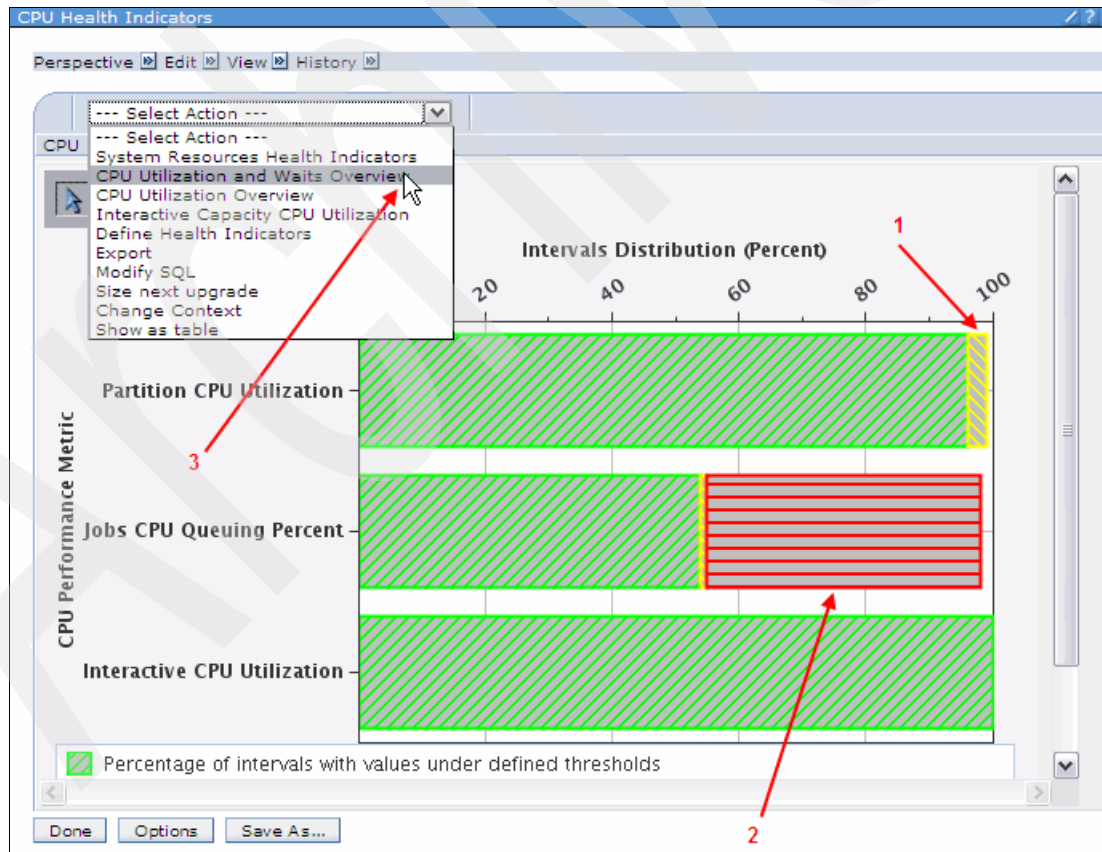 CPU Health Indicators
?
Perspective Edit View History
--- Select Action ---
CPU
--- Select Action ---
System Resources Health Indicators
CPU Utilization and Waits Overview
CPU Utilization Overview
Interactive Capacity CPU Utilization
Define Health Indicators
Export
Modify SQL
Size next upgrade
Change Context
Show as table
1
Intervals Distribution (Percent)
20 40 60 80 100
Partition CPU Utilization
3
Jobs CPU Queuing Percent
Interactive CPU Utilization
CPU Performance Metric
Percentage of intervals with values under defined thresholds
Done Options Save As...
2